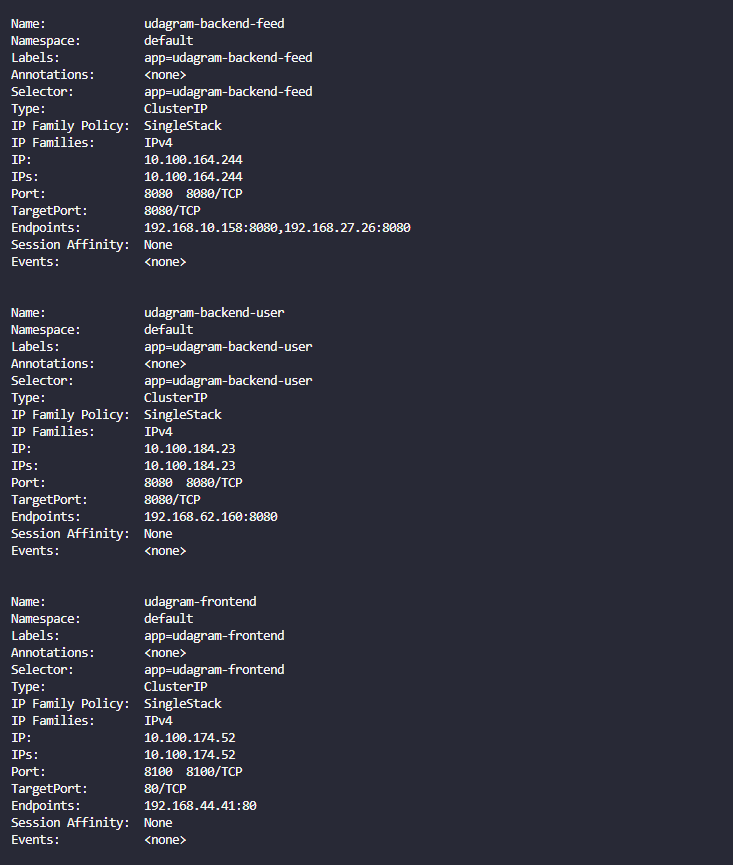 Name:              udagram-backend-feed
Namespace:         default
Labels:            app=udagram-backend-feed
Annotations:       <none>
Selector:          app=udagram-backend-feed
Type:              ClusterIP
IP Family Policy:  SingleStack
IP Families:       IPv4
IP:                10.100.164.244
IPs:               10.100.164.244
Port:              8080  8080/TCP
TargetPort:        8080/TCP
Endpoints:         192.168.10.158:8080,192.168.27.26:8080
Session Affinity:  None
Events:            <none>
Name:              udagram-backend-user
Namespace:         default
Labels:            app=udagram-backend-user
Annotations:       <none>
Selector:          app=udagram-backend-user
Type:              ClusterIP
IP Family Policy:  SingleStack
IP Families:       IPv4
IP:                10.100.184.23
IPs:               10.100.184.23
Port:              8080  8080/TCP
TargetPort:        8080/TCP
Endpoints:         192.168.62.160:8080
Session Affinity:  None
Events:            <none>
Name:              udagram-frontend
Namespace:         default
Labels:            app=udagram-frontend
Annotations:       <none>
Selector:          app=udagram-frontend
Type:              ClusterIP
IP Family Policy:  SingleStack
IP Families:       IPv4
IP:                10.100.174.52
IPs:               10.100.174.52
Port:              8100  8100/TCP
TargetPort:        80/TCP
Endpoints:         192.168.44.41:80
Session Affinity:  None
Events:            <none>